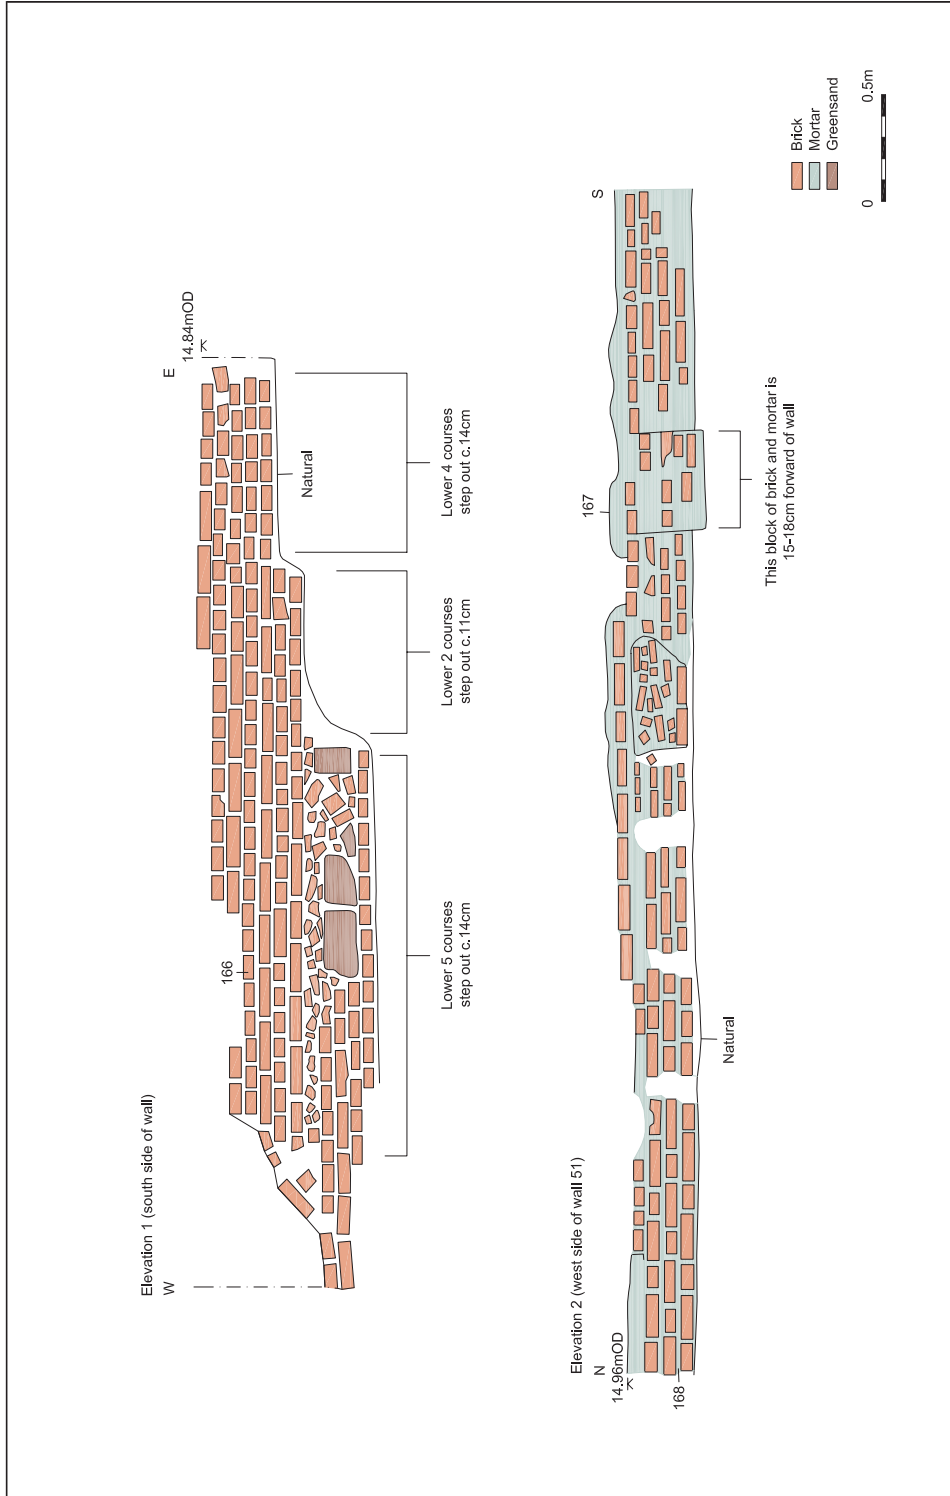 Elevation 1 (south side of wall)
W
E
14.84mOD
166
Natural
Lower 5 courses
step out c.14cm
Lower 2 courses
step out c.11cm
Lower 4 courses
step out c.14cm
Elevation 2 (west side of wall 51)
N
14.96mOD
168
167
S
Natural
This block of brick and mortar is
15-18cm forward of wall
Brick
Mortar
Greensand
0
0.5m